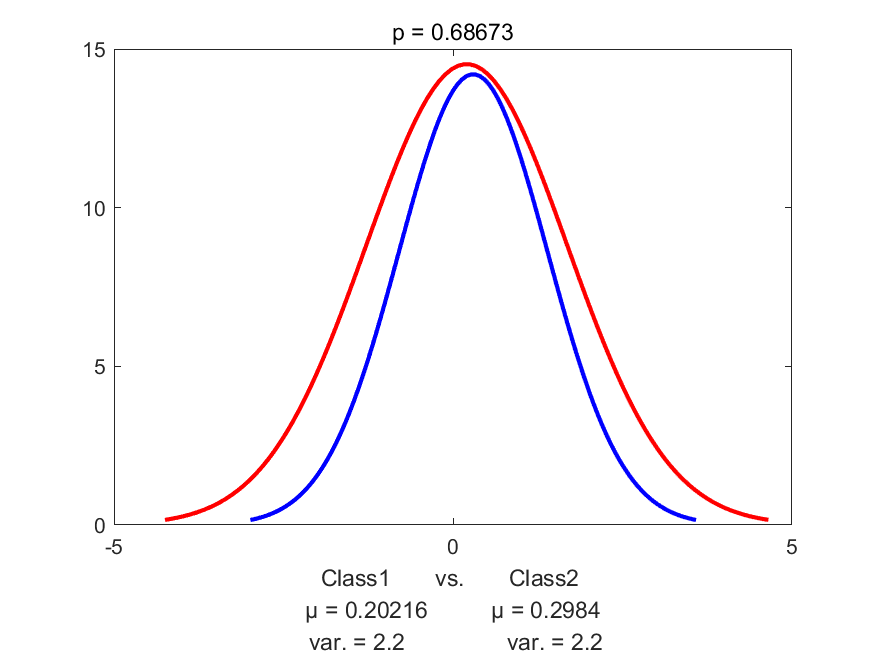 p = 0.68673
15
10
5
0
-5 0 5
Class1 vs. Class2
μ = 0.20216 μ = 0.2984
var. = 2.2 var. = 2.2